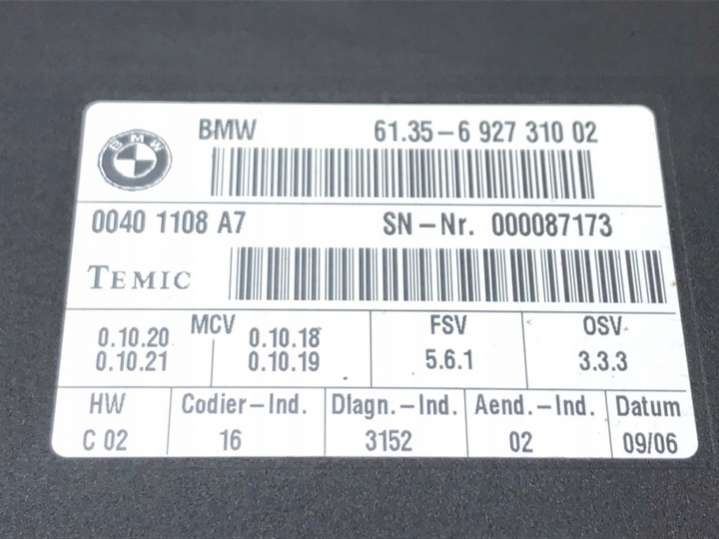 BMW
BMW 61.35-6 927 310 02
0040 1108 A7 SN-Nr. 000087173
TEMIC
MCV FSV OSV
0.10.20 0.10.18
0.10.21 0.10.19 5.6.1 3.3.3
HW Codier-Ind. DIagn.-Ind. Aend.-Ind. Datum
C 02 16 3152 02 09/06